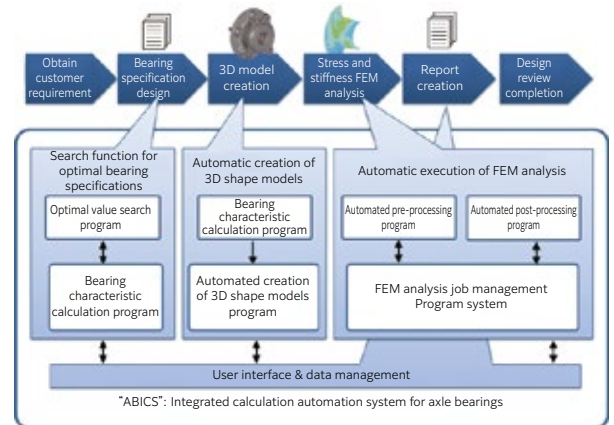 Obtain
customer
requirement
Bearing
specification
design
3D model
creation
Stress and
stiffness FEM
analysis
Report
creation
Design
review
completion
Search function for
optimal bearing
specifications
Optimal value search
program
Bearing
characteristic
calculation program
Automatic creation of
3D shape models
Bearing
characteristic
calculation program
Automated creation
of 3D shape models
program
Automatic execution of FEM analysis
Automated pre-processing
program
Automated post-processing
program
FEM analysis job management
Program system
User interface & data management
"ABICS": Integrated calculation automation system for axle bearings